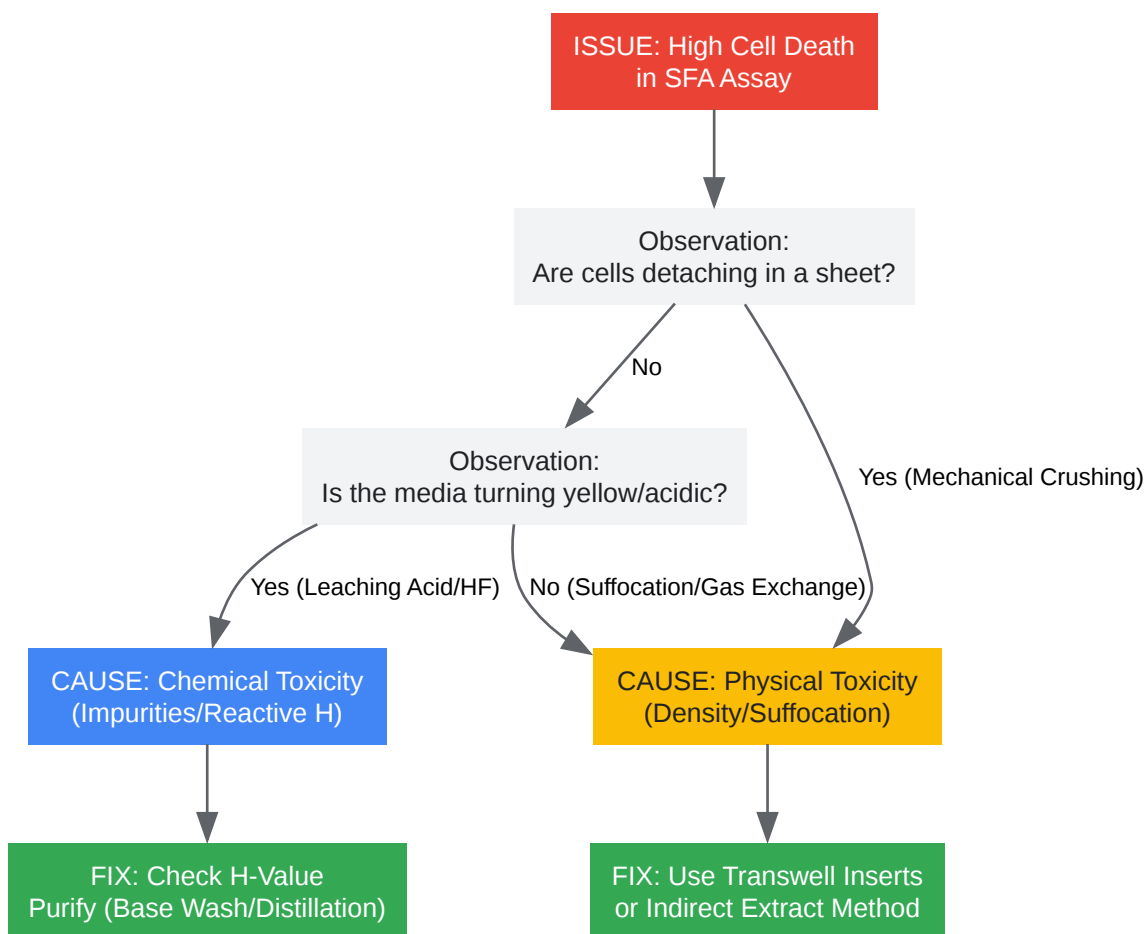 ISSUE: High Cell Death
in SFA Assay
Observation:
Are cells detaching in a sheet?
No
Observation:
Is the media turning yellow/acidic?
Yes (Mechanical Crushing)
Yes (Leaching Acid/HF)
No (Suffocation/Gas Exchange)
CAUSE: Chemical Toxicity
(Impurities/Reactive H)
CAUSE: Physical Toxicity
(Density/Suffocation)
FIX: Check H-Value
Purify (Base Wash/Distillation)
FIX: Use Transwell Inserts
or Indirect Extract Method